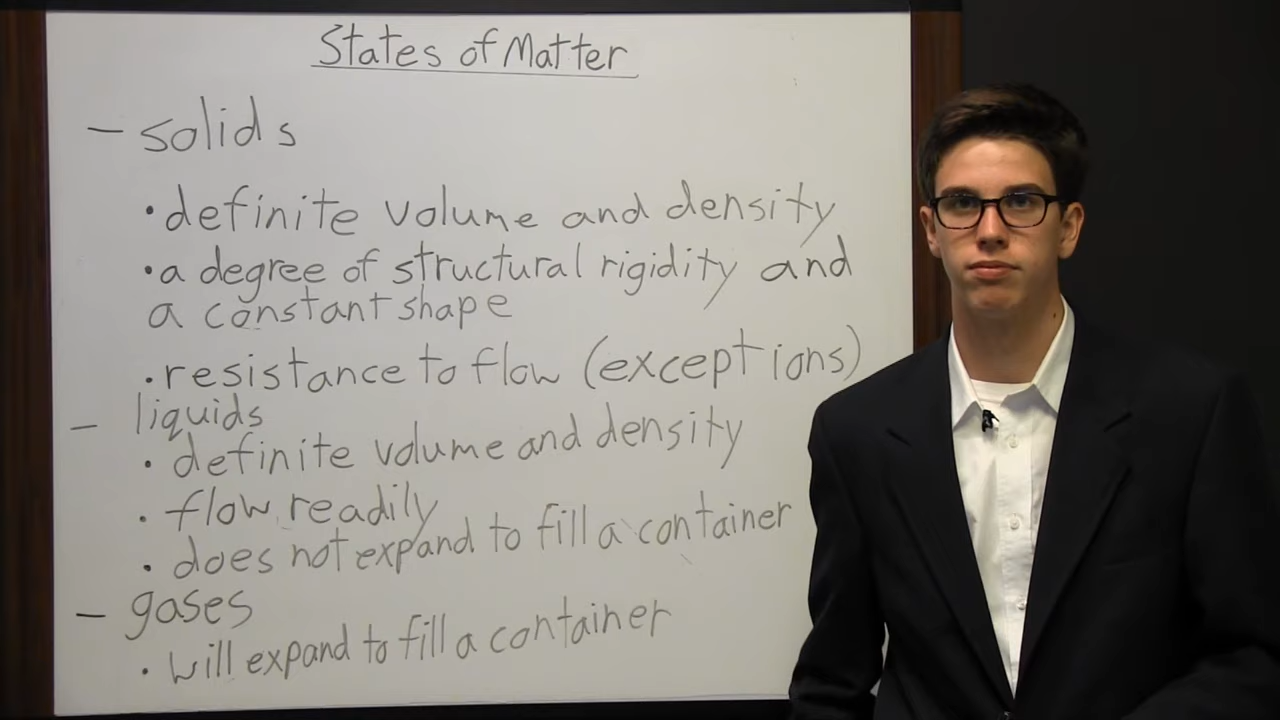 States of Matter
- solids
• definite volume and density
• a degree of structural rigidity and
a constant shape
• resistance to flow (exceptions)
- liquids
• definite volume and density
• flow readily
• does not expand to fill a container
- gases
• will expand to fill a container